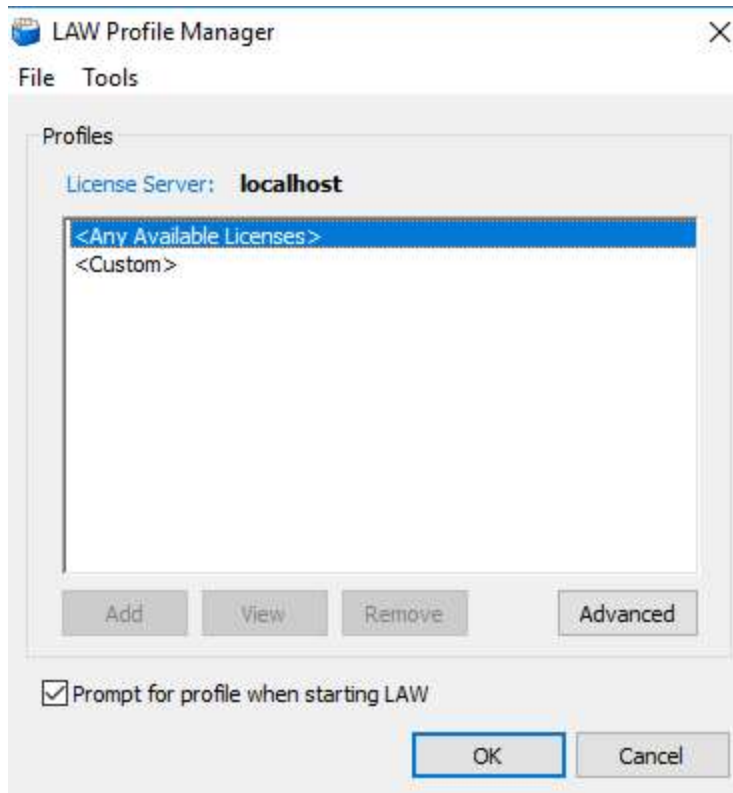 LAW Profile Manager
File Tools
Profiles
License Server: localhost
<Any Available Licenses>
<Custom>
Add View Remove Advanced
Prompt for profile when starting LAW
OK Cancel